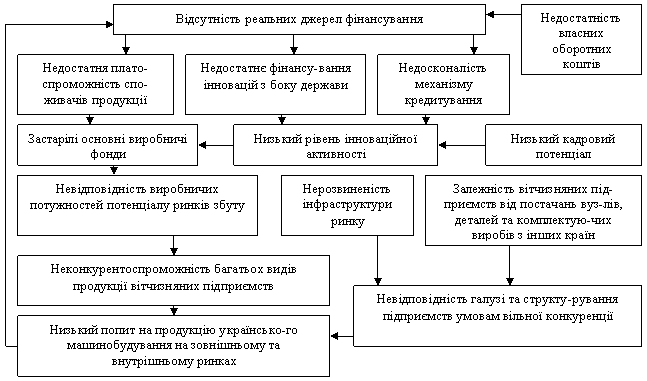 Відсутність реальних джерел фінансування
Недостатність
власних
оборотних
коштів
Недостатня плато-
спроможність спо-
живачів продукції
Недостатнє фінансу-вання
інновацій з боку держави
Недосконалість
механізму
кредитування
Застарілі основні виробничі
фонди
Низький рівень інноваційної
активності
Низький кадровий
потенціал
Невідповідність виробничих
потужностей потенціалу ринків збуту
Нерозвиненість
інфраструктури
ринку
Залежність вітчизняних під-
приємств від постачань вуз-лів,
деталей та комплектую-чих
виробів з інших країн
Неконкурентоспроможність багатьох видів
продукції вітчизняних підприємств
Невідповідність галузі та структу-рування
підприємств умовам вільної конкуренції
Низький попит на продукцію українсько-го
машинобудування на зовнішньому та
внутрішньому ринках